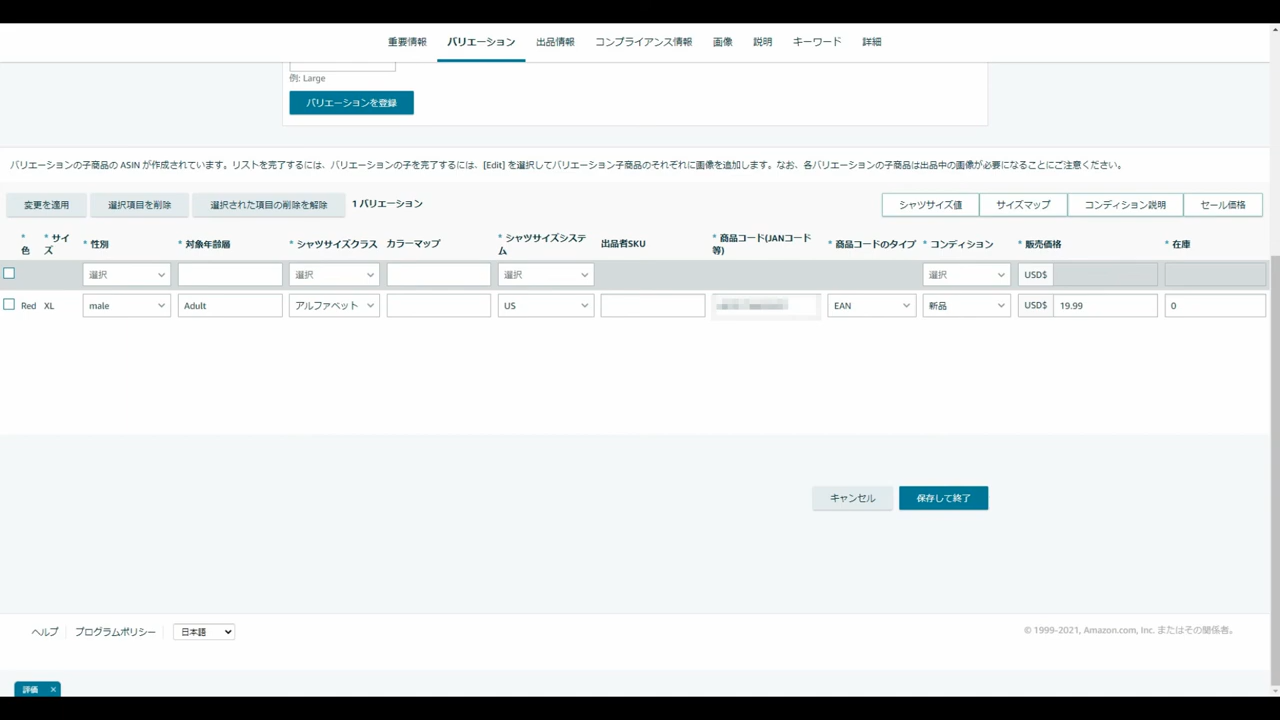 重要情報 バリエーション 出品情報 コンプライアンス情報 画像 説明 キーワード 詳細
例: Large
バリエーションを登録
バリエーションの子商品の ASIN が作成されています。リストを完了するには、バリエーションの子を完了するには、[Edit] を選択してバリエーション子商品のそれぞれに画像を追加します。なお、各バリエーションの子商品は出品中の画像が必要になることにご注意ください。
変更を適用 選択項目を削除 選択された項目の削除を解除 1 バリエーション シャツサイズ値 サイズマップ コンディション説明 セール価格
* 色 * サイズ * 性別 * 対象年齢層 * シャツサイズクラス カラーマップ * シャツサイズシステム 出品者SKU * 商品コード(JANコード等) * 商品コードのタイプ * コンディション * 販売価格 * 在庫
選択 選択 選択 選択 USD$
Red XL male Adult アルファベット US EAN 新品 USD$ 19.99 0
キャンセル 保存して終了
ヘルプ プログラムポリシー 日本語 © 1999-2021, Amazon.com, Inc. またはその関係者。
評価 ×